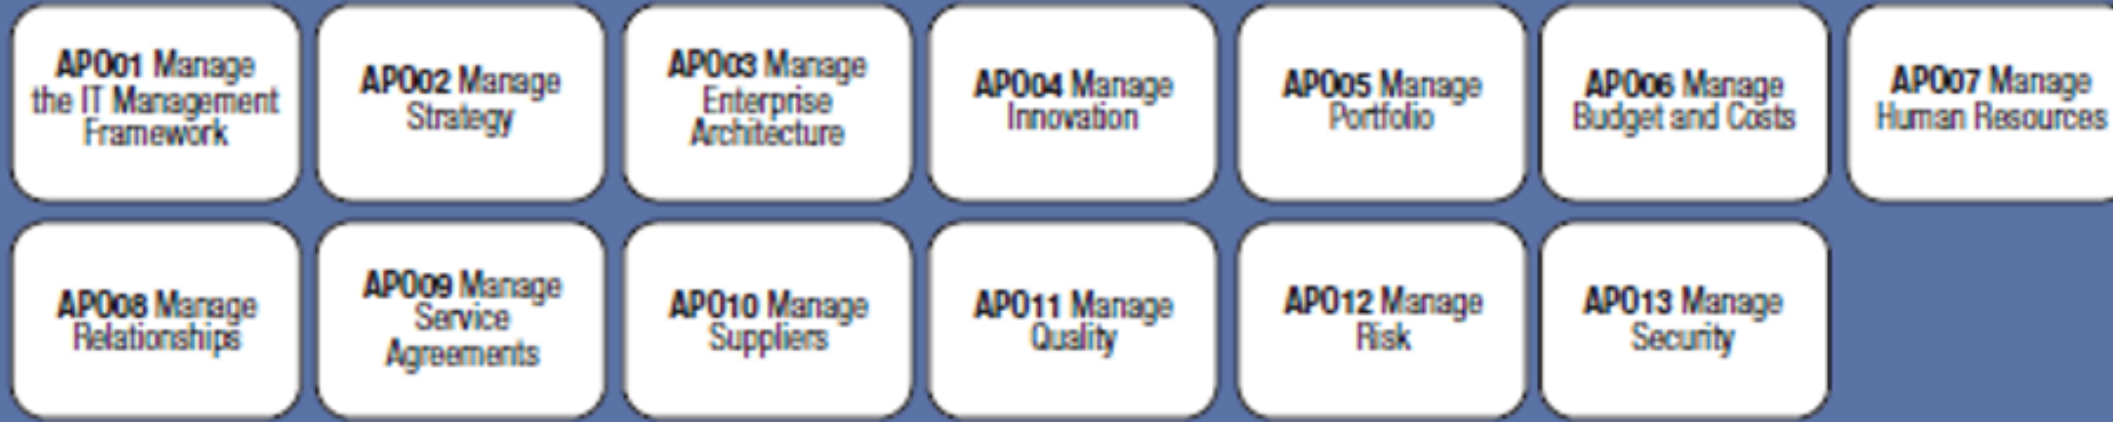 APO01 Manage
the IT Management
Framework
APO02 Manage
Strategy
APO03 Manage
Enterprise
Architecture
APO04 Manage
Innovation
APO05 Manage
Portfolio
APO06 Manage
Budget and Costs
APO07 Manage
Human Resources
APO08 Manage
Relationships
APO09 Manage
Service
Agreements
APO10 Manage
Suppliers
APO11 Manage
Quality
APO12 Manage
Risk
APO13 Manage
Security